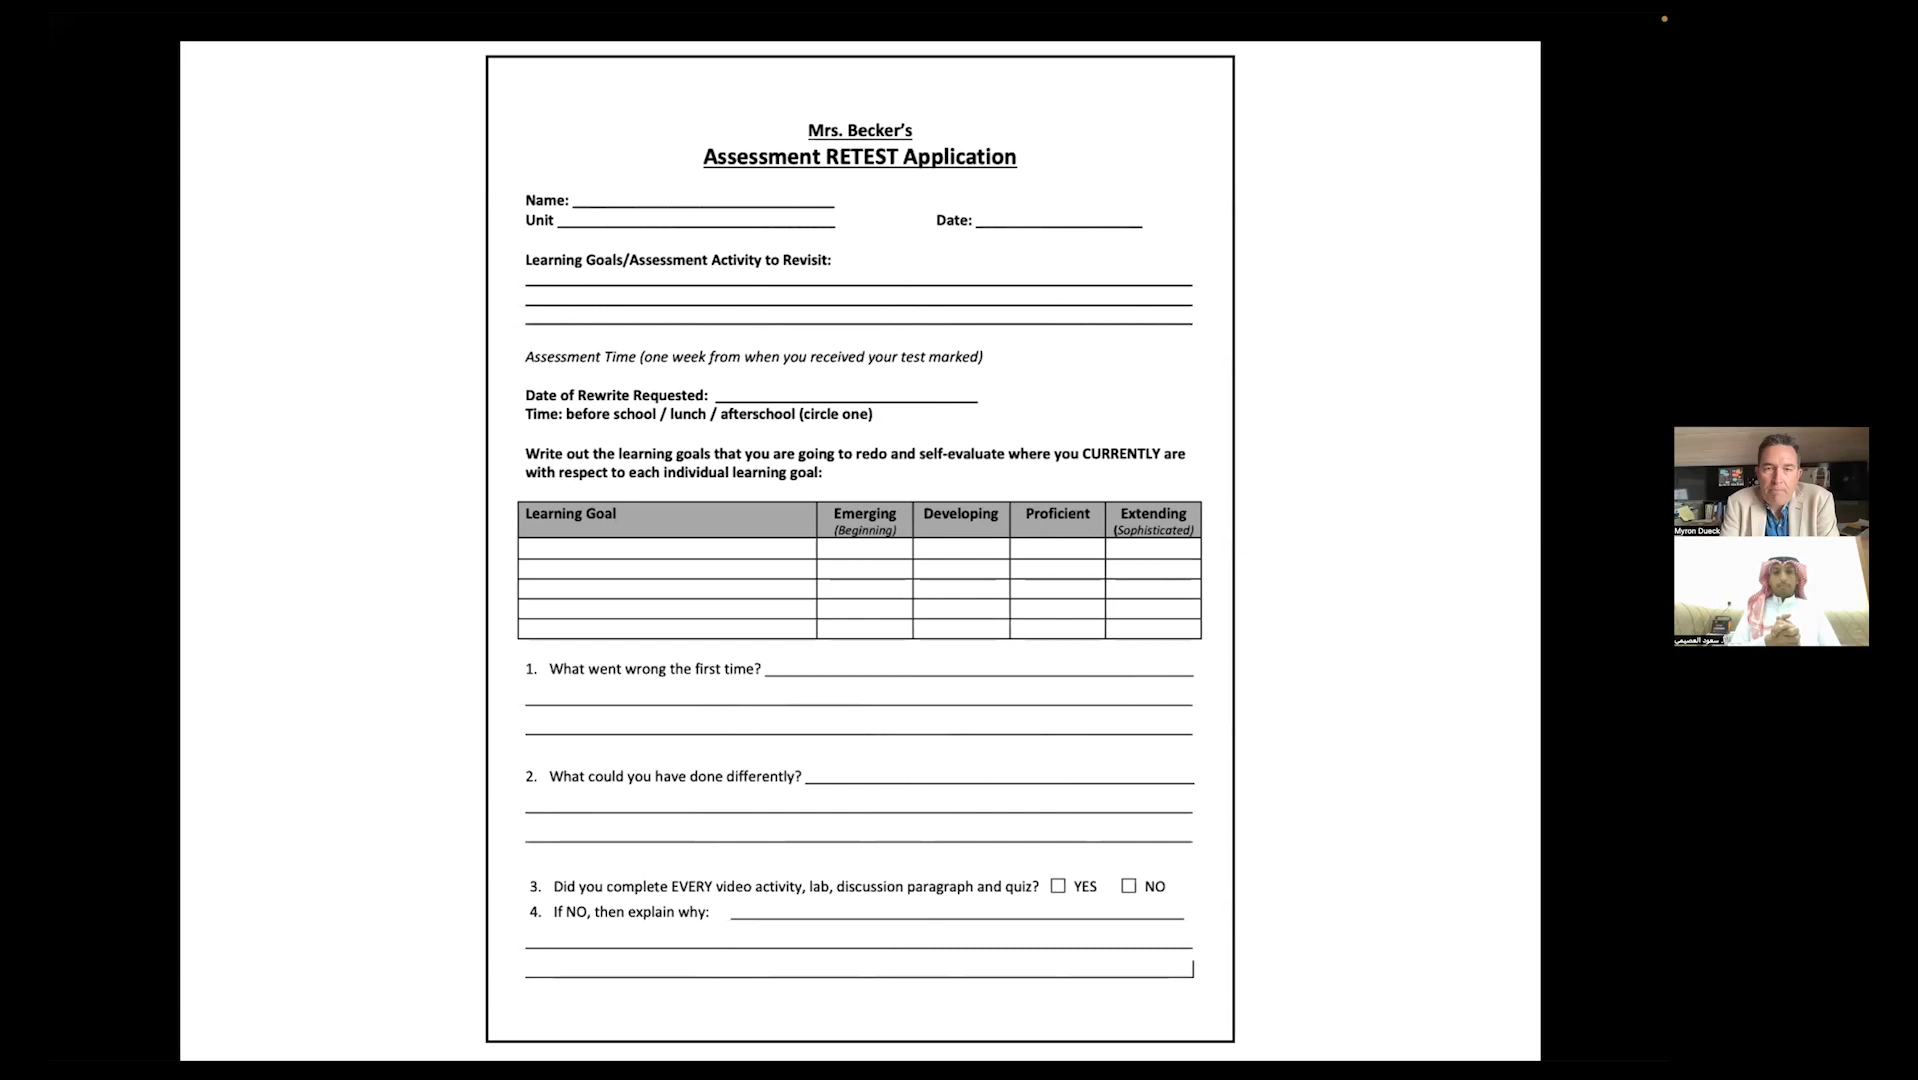 Mrs. Becker's
Assessment RETEST Application
Name:
Unit
Date:
Learning Goals/Assessment Activity to Revisit:
Assessment Time (one week from when you received your test marked)
Date of Rewrite Requested:
Time: before school / lunch / afterschool (circle one)
Write out the learning goals that you are going to redo and self-evaluate where you CURRENTLY are
with respect to each individual learning goal:
Learning Goal
Emerging
(Beginning)
Developing
Proficient
Extending
(Sophisticated)
1. What went wrong the first time?
2. What could you have done differently?
3. Did you complete EVERY video activity, lab, discussion paragraph and quiz? YES NO
4. If NO, then explain why:
Myron Dueck
سعود العصيمي